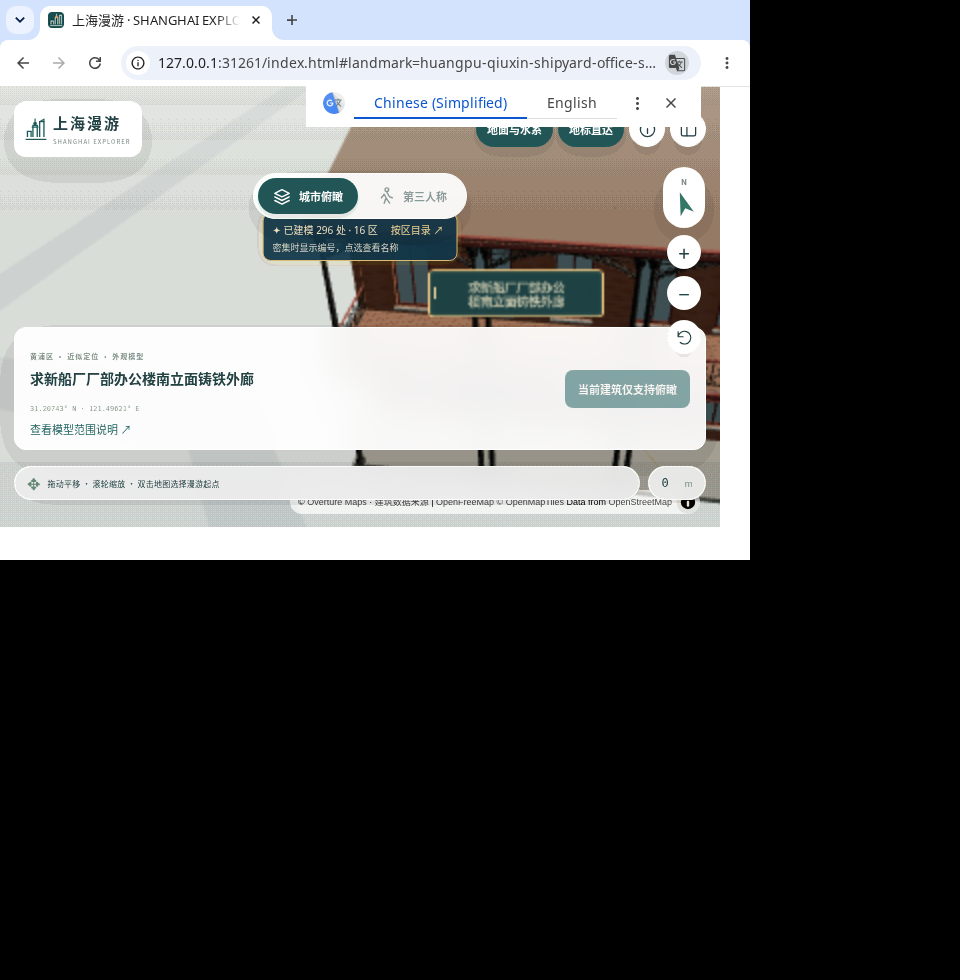 上海漫游 · SHANGHAI EXPLO
127.0.0.1:31261/index.html#landmark=huangpu-qiuxin-shipyard-office-s…
Chinese (Simplified)
English
上海漫游
SHANGHAI EXPLORER
地面与水系
地标直达
城市俯瞰
第三人称
N
✦ 已建模 296 处 · 16 区 按区目录 ↗
密集时显示编号，点选查看名称
求新船厂厂部办公
楼南立面铸铁外廊
黄浦区 · 近似定位 · 外观模型
求新船厂厂部办公楼南立面铸铁外廊
当前建筑仅支持俯瞰
31.20743° N · 121.49621° E
查看模型范围说明 ↗
拖动平移 · 滚轮缩放 · 双击地图选择漫游起点
0 m
© Overture Maps · 建筑数据来源 | OpenFreeMap © OpenMapTiles Data from OpenStreetMap